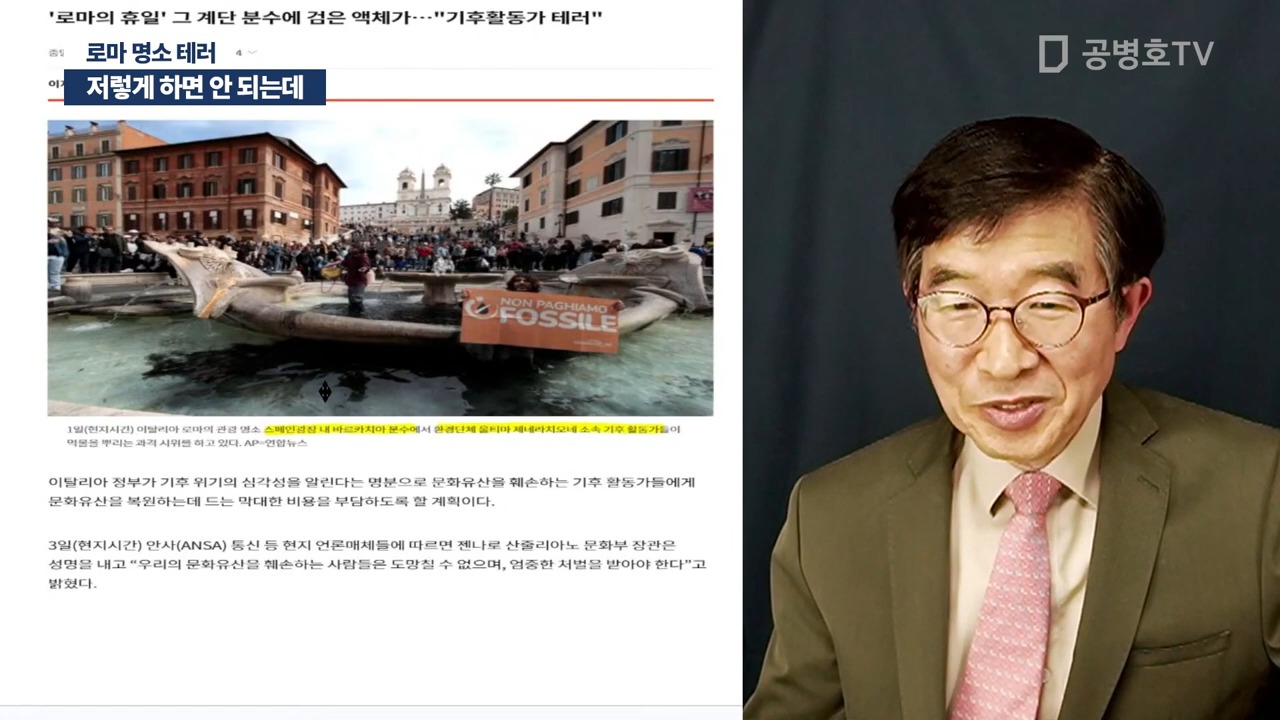 '로마의 휴일' 그 계단 분수에 검은 액체가…"기후활동가 테러"
4
로마 명소 테러
저렇게 하면 안 되는데
공병호TV
NON PAGHIAMO
FOSSILE
1일(현지시간) 이탈리아 로마의 관광 명소 스페인광장 내 바르카치아 분수에서 환경단체 울티마 제네라치오네 소속 기후 활동가들이
먹물을 뿌리는 과격 시위를 하고 있다. AP=연합뉴스
이탈리아 정부가 기후 위기의 심각성을 알린다는 명분으로 문화유산을 훼손하는 기후 활동가들에게
문화유산을 복원하는데 드는 막대한 비용을 부담하도록 할 계획이다.
3일(현지시간) 안사(ANSA) 통신 등 현지 언론매체들에 따르면 젠나로 산줄리아노 문화부 장관은
성명을 내고 “우리의 문화유산을 훼손하는 사람들은 도망칠 수 없으며, 엄중한 처벌을 받아야 한다”고
밝혔다.